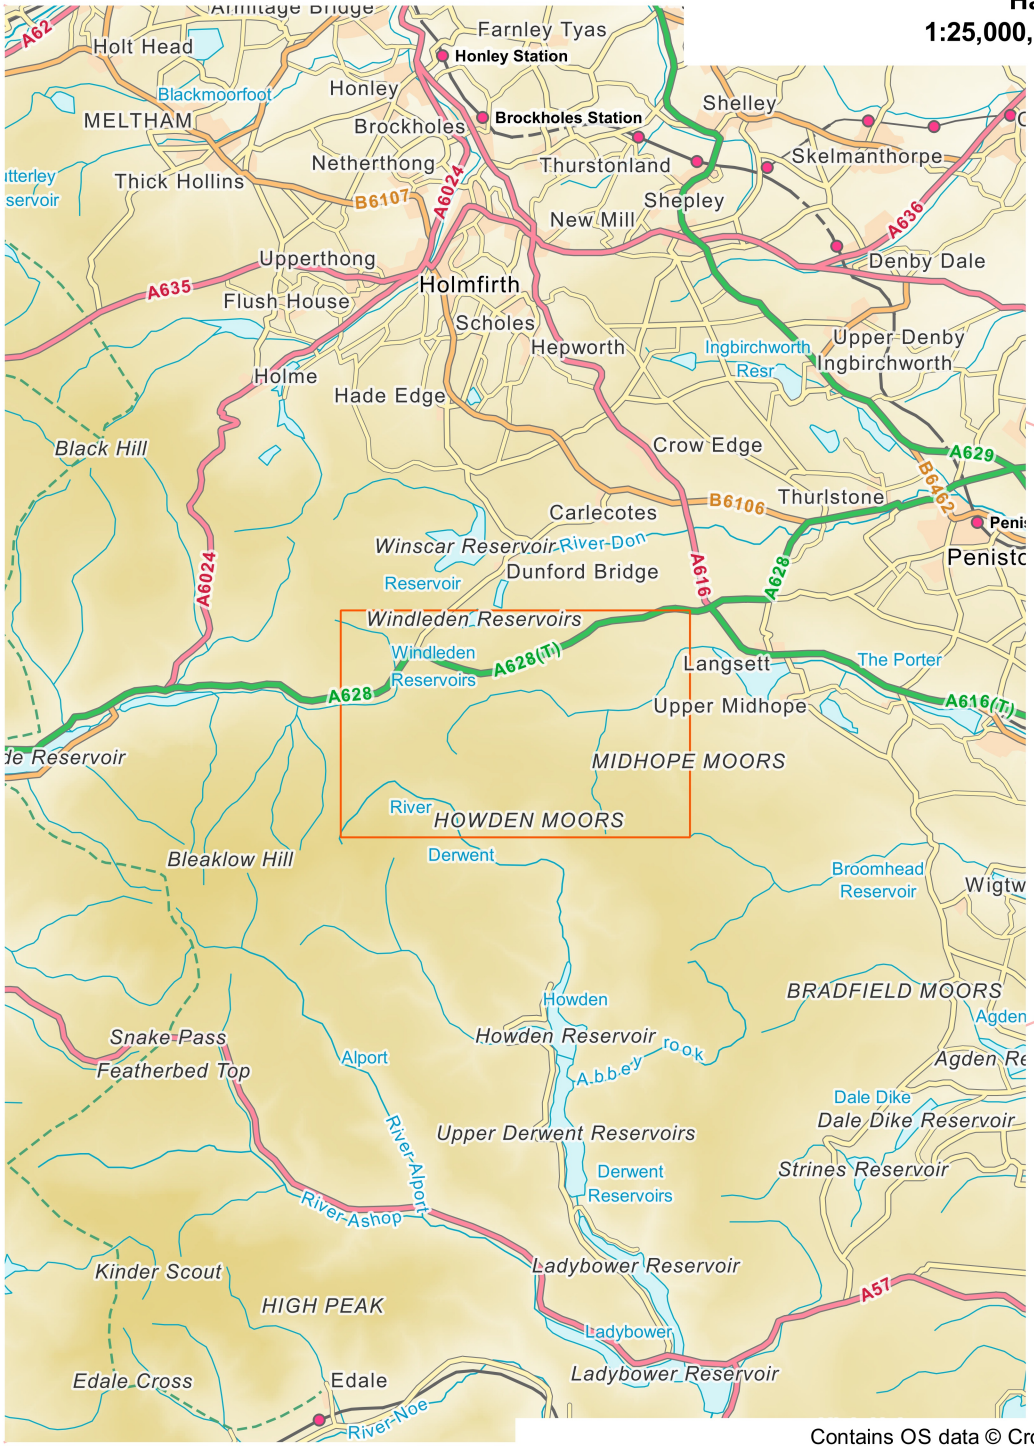 Armitage Bridge
1:25,000,
A62
Farnley Tyas
Holt Head
Honley Station
Honley
Blackmoorfoot
Shelley
MELTHAM
Brockholes
Brockholes Station
Netherthong
Thurstonland
Skelmanthorpe
Thick Hollins
B6107
A6024
Shepley
New Mill
A636
Upperthong
Denby Dale
A635
Holmfirth
Flush House
Scholes
Hepworth
Ingbirchworth
Resr
Upper Denby
Ingbirchworth
Holme
Hade Edge
Black Hill
Crow Edge
A629
B6462
Thurlstone
B6106
Carlecotes
Winscar Reservoir
River-Don
A6024
Reservoir
Dunford Bridge
A616
A628
Windleden Reservoirs
Windleden
Reservoirs
A628(T)
Langsett
The Porter
A628
Upper Midhope
A616(T)
MIDHOPE MOORS
River
HOWDEN MOORS
Derwent
Bleaklow Hill
Broomhead
Reservoir
BRADFIELD MOORS
Howden
Agden
Howden Reservoir
Snake Pass
Alport
Abbey
rook
Featherbed Top
Dale Dike
Dale Dike Reservoir
Upper Derwent Reservoirs
River-Alport
Derwent
Reservoirs
Strines Reservoir
River-Ashop
Ladybower Reservoir
Kinder Scout
HIGH PEAK
A57
Ladybower
Ladybower Reservoir
Edale Cross
Edale
River-Noe
Contains OS data ©